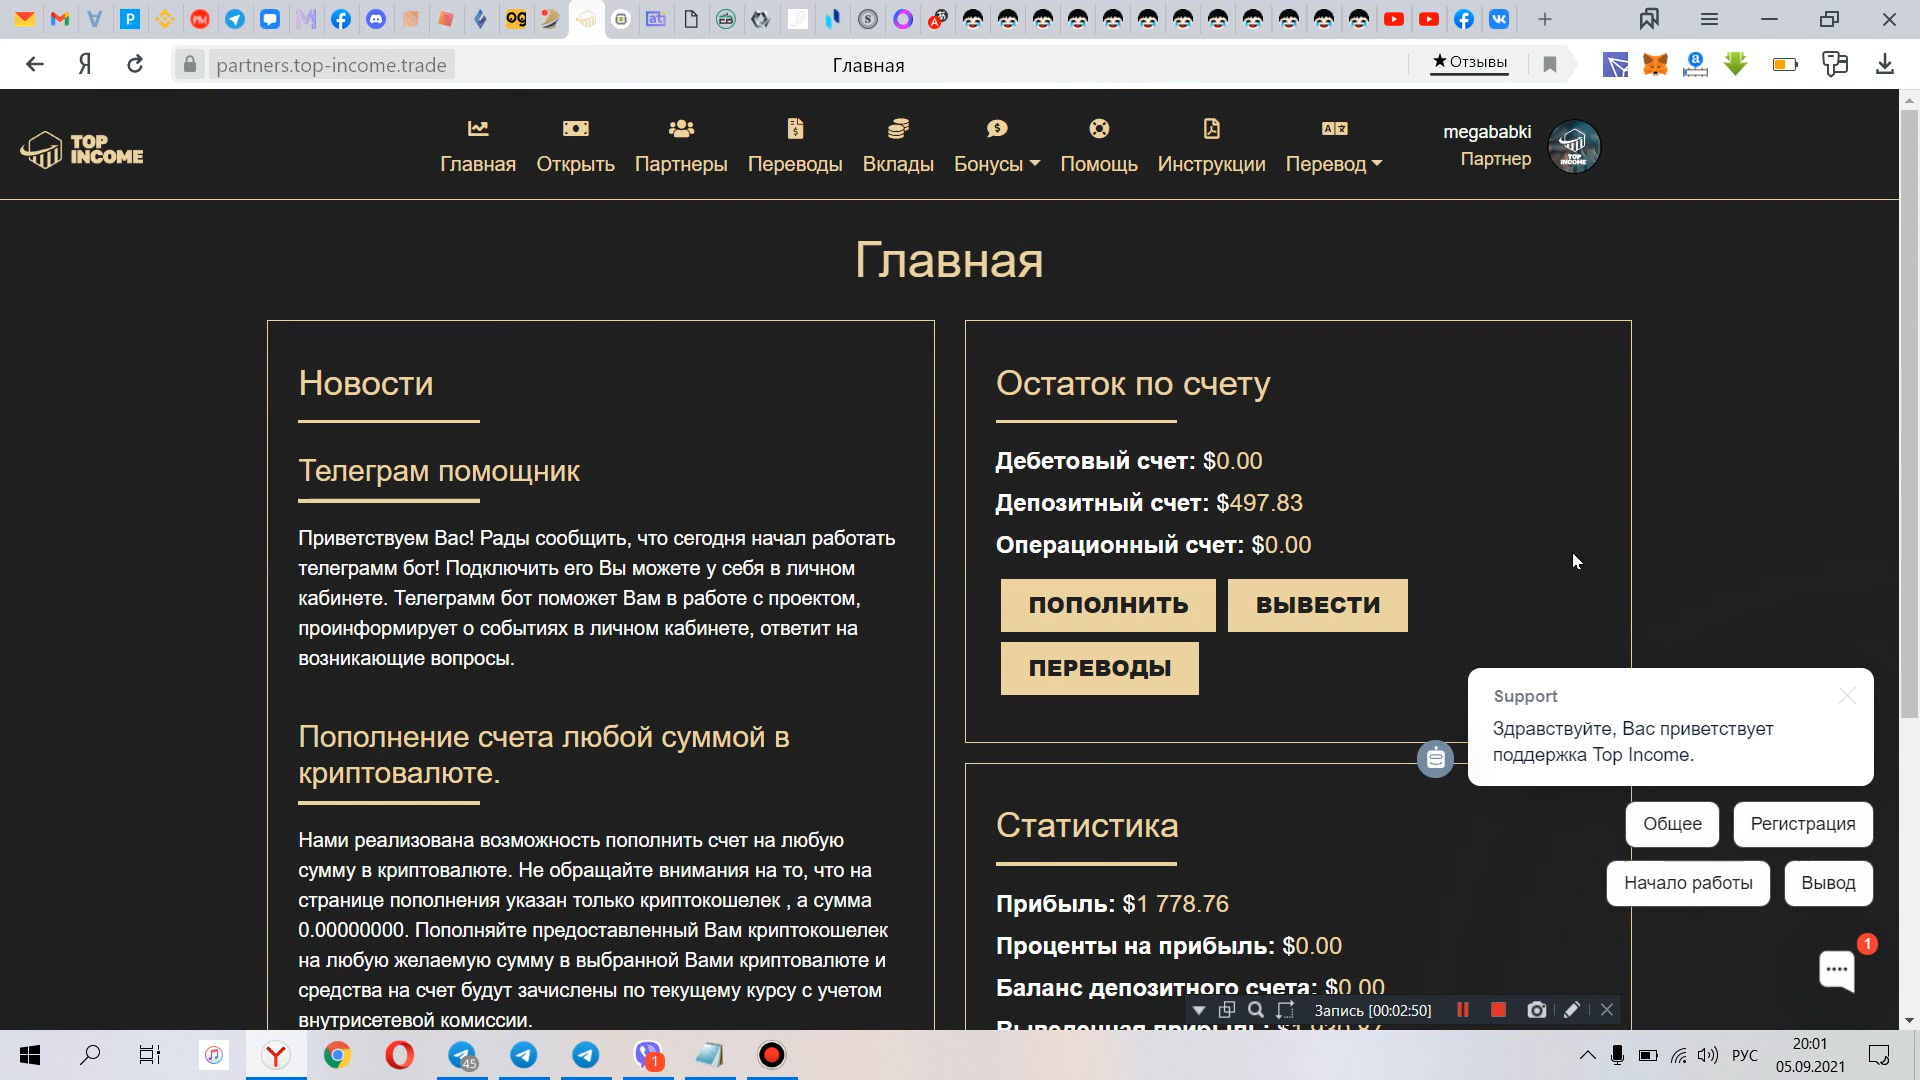 partners.top-income.trade
Главная
★ Отзывы
TOP INCOME
Главная
Открыть
Партнеры
Переводы
Вклады
Бонусы
Помощь
Инструкции
Перевод
megababki
Партнер
Главная
Новости
Телеграм помощник
Приветствуем Вас! Рады сообщить, что сегодня начал работать
телеграмм бот! Подключить его Вы можете у себя в личном
кабинете. Телеграмм бот поможет Вам в работе с проектом,
проинформирует о событиях в личном кабинете, ответит на
возникающие вопросы.
Пополнение счета любой суммой в
криптовалюте.
Нами реализована возможность пополнить счет на любую
сумму в криптовалюте. Не обращайте внимания на то, что на
странице пополнения указан только криптокошелек , а сумма
0.00000000. Пополняйте предоставленный Вам криптокошелек
на любую желаемую сумму в выбранной Вами криптовалюте и
средства на счет будут зачислены по текущему курсу с учетом
внутрисетевой комиссии.
Остаток по счету
Дебетовый счет: $0.00
Депозитный счет: $497.83
Операционный счет: $0.00
ПОПОЛНИТЬ
ВЫВЕСТИ
ПЕРЕВОДЫ
Статистика
Прибыль: $1 778.76
Проценты на прибыль: $0.00
Баланс депозитного счета: $0.00
Support
Здравствуйте, Вас приветствует
поддержка Top Income.
Общее
Регистрация
Начало работы
Вывод
1
Запись [00:02:50]
45
1
РУС
20:01
05.09.2021